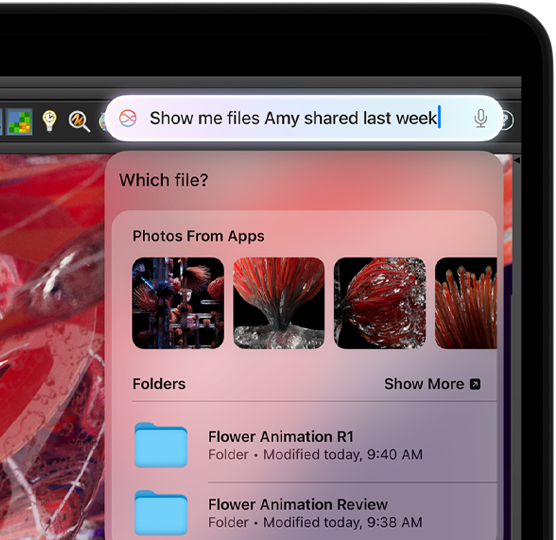 Show me files Amy shared last week
Which file?
Photos From Apps
Folders
Show More
Flower Animation R1
Folder • Modified today, 9:40 AM
Flower Animation Review
Folder • Modified today, 9:38 AM